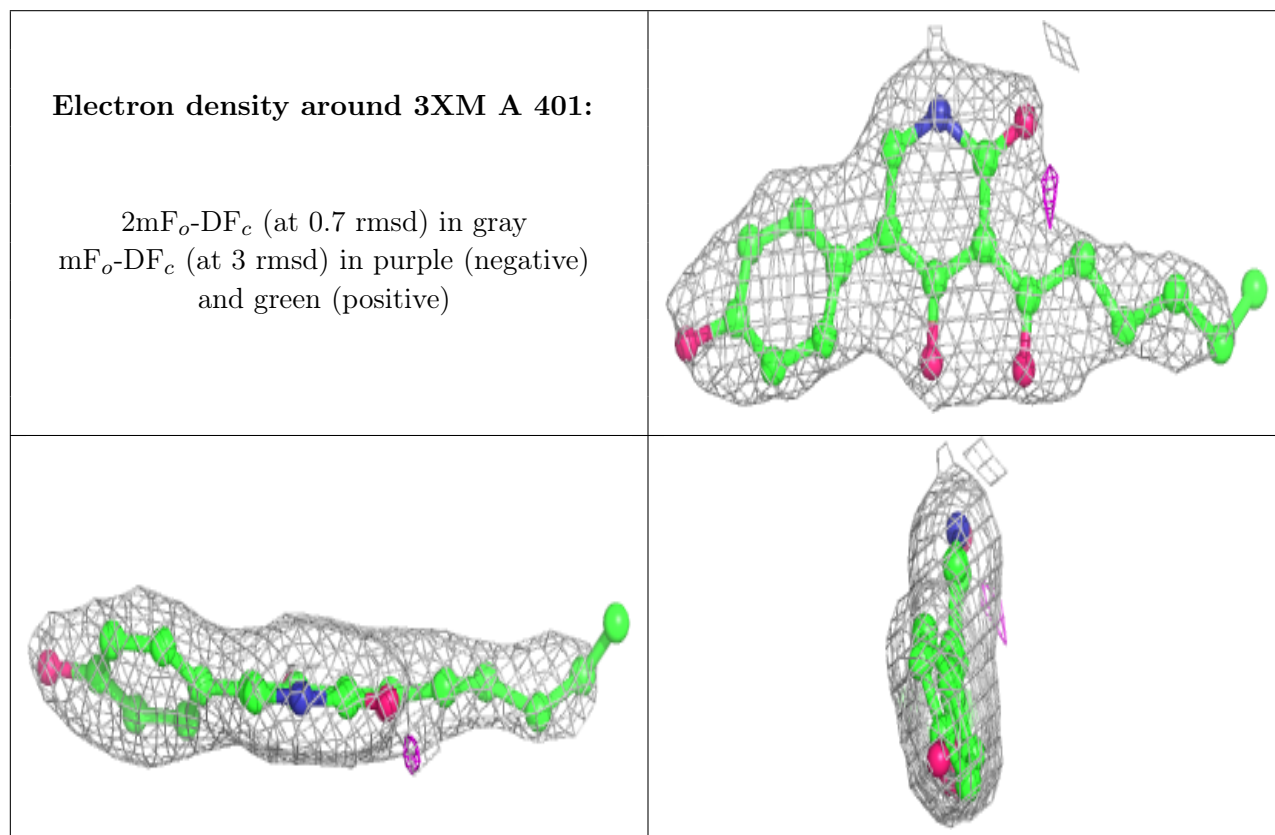 Electron density around 3XM A 401:
2mFo-DFc (at 0.7 rmsd) in gray
mFo-DFc (at 3 rmsd) in purple (negative)
and green (positive)